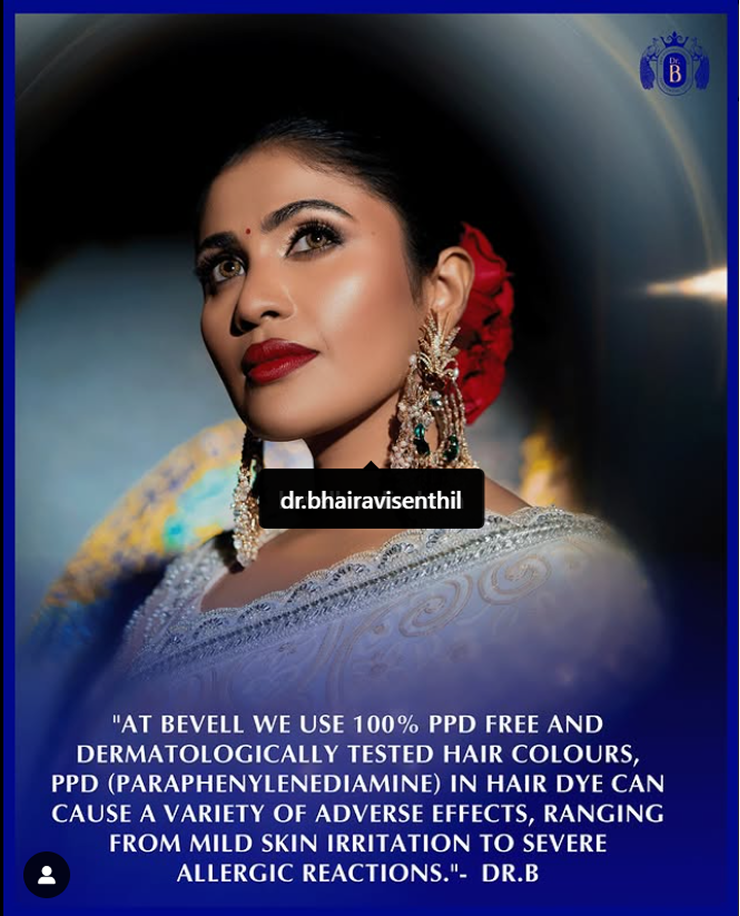 Dr.
B
dr.bhairavisenthil
"AT BEVELL WE USE 100% PPD FREE AND
DERMATOLOGICALLY TESTED HAIR COLOURS,
PPD (PARAPHENYLENEDIAMINE) IN HAIR DYE CAN
CAUSE A VARIETY OF ADVERSE EFFECTS, RANGING
FROM MILD SKIN IRRITATION TO SEVERE
ALLERGIC REACTIONS."- DR.B